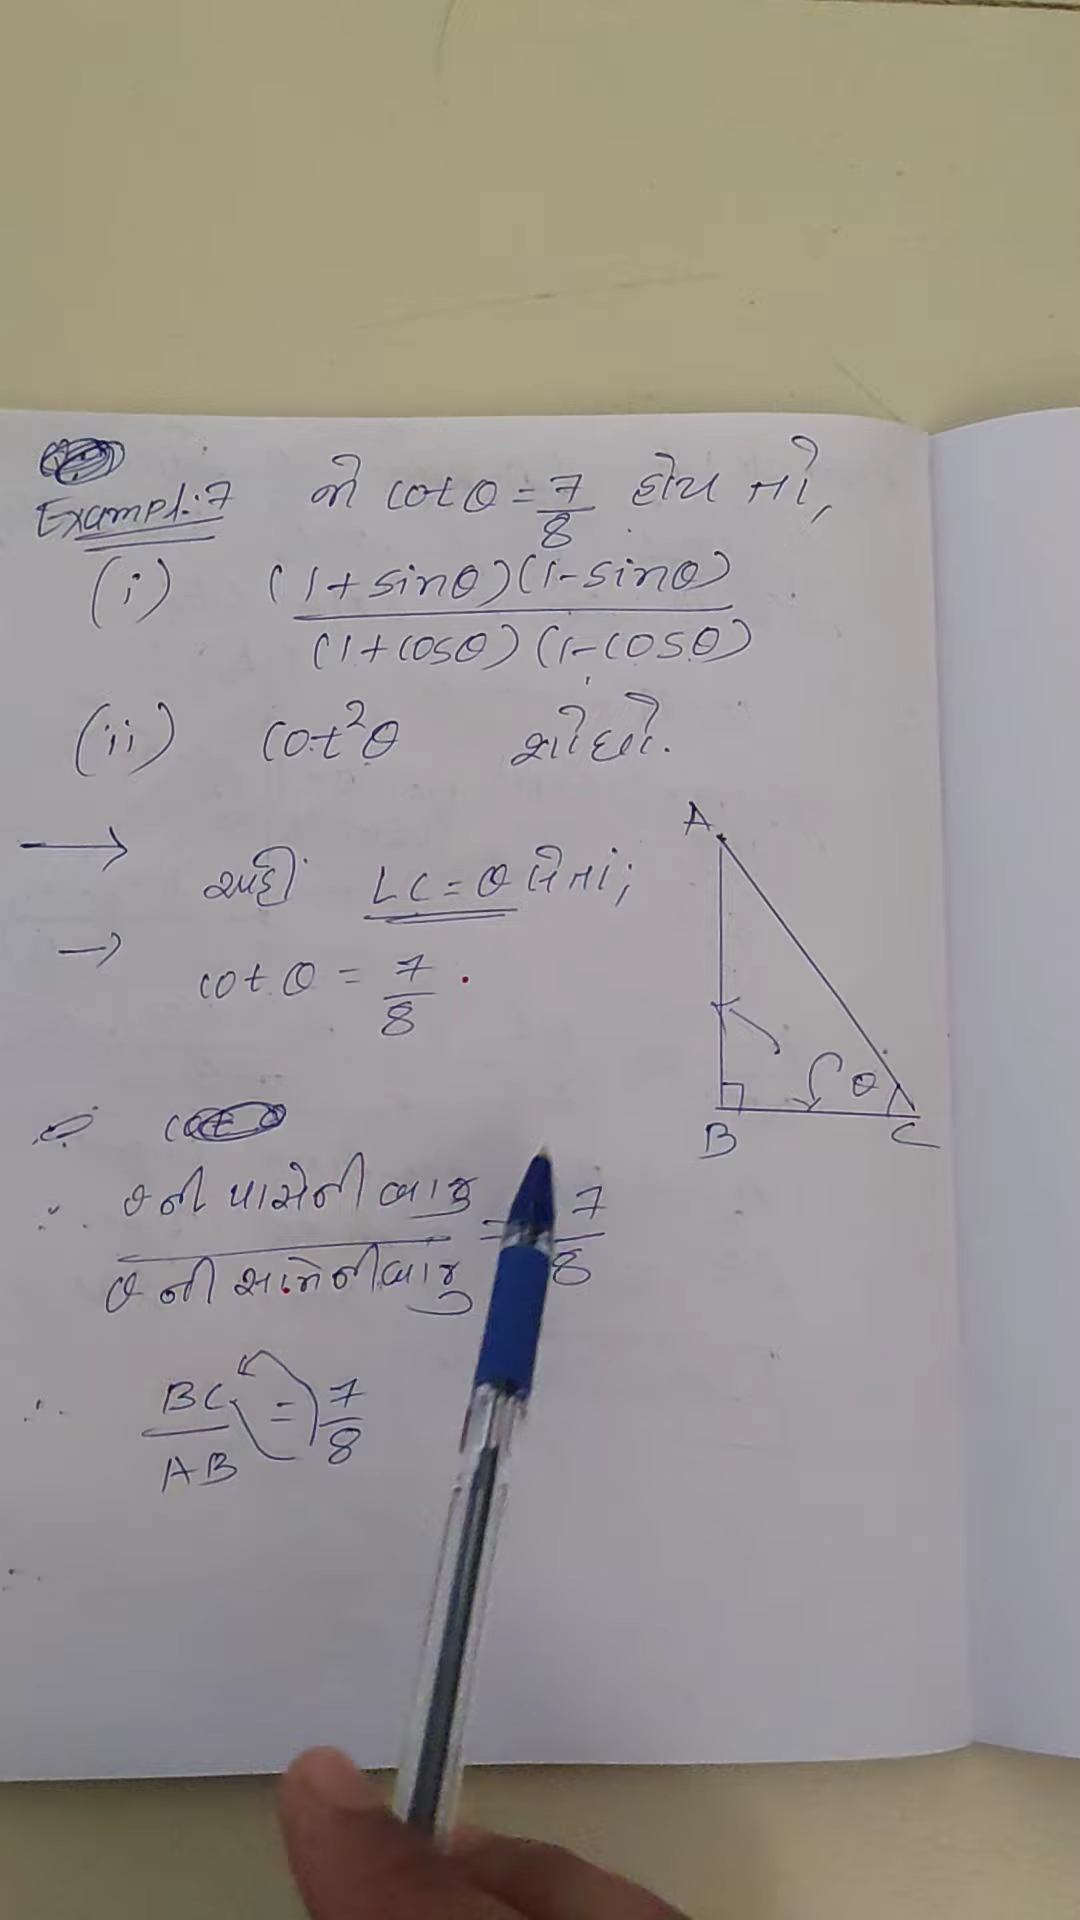 Exampl:7 જો cot θ = 7/8 હોય તો,
(i) (1+sinθ)(1-sinθ)
(1+cosθ)(1-cosθ)
(ii) cot²θ શોધો.
→ અહીં ∠C = θ લેતાં;
→ cot θ = 7/8 .
∴ θ ની પાસેની બાજુ = 7
θ ની સામેની બાજુ 8
∴ BC = 7
AB 8
A
θ
B C